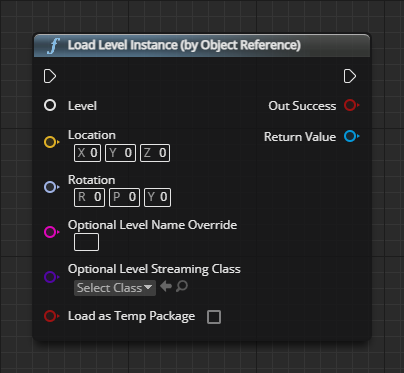 f Load Level Instance (by Object Reference)
Level
Out Success
Location
Return Value
X 0 Y 0 Z 0
Rotation
R 0 P 0 Y 0
Optional Level Name Override
Optional Level Streaming Class
Select Class
Load as Temp Package